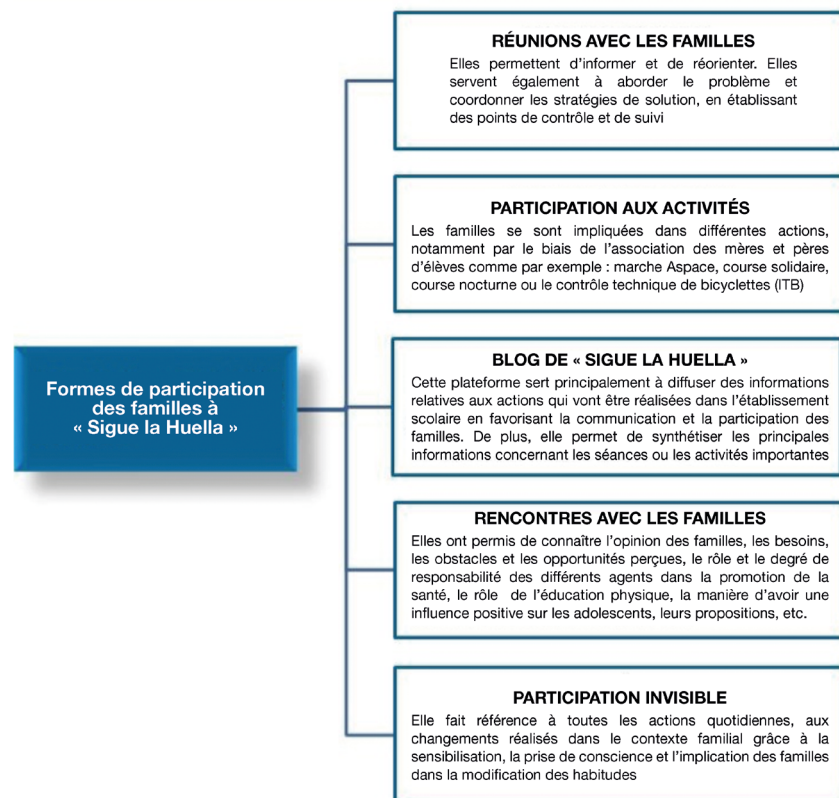 RÉUNIONS AVEC LES FAMILLES
Elles permettent d'informer et de réorienter. Elles
servent également à aborder le problème et
coordonner les stratégies de solution, en établissant
des points de contrôle et de suivi
PARTICIPATION AUX ACTIVITÉS
Les familles se sont impliquées dans différentes actions,
notamment par le biais de l'association des mères et pères
d'élèves comme par exemple : marche Aspace, course solidaire,
course nocturne ou le contrôle technique de bicyclettes (ITB)
Formes de participation
des familles à
« Sigue la Huella »
BLOG DE « SIGUE LA HUELLA »
Cette plateforme sert principalement à diffuser des informations
relatives aux actions qui vont être réalisées dans l'établissement
scolaire en favorisant la communication et la participation des
familles. De plus, elle permet de synthétiser les principales
informations concernant les séances ou les activités importantes
RENCONTRES AVEC LES FAMILLES
Elles ont permis de connaître l'opinion des familles, les besoins,
les obstacles et les opportunités perçues, le rôle et le degré de
responsabilité des différents agents dans la promotion de la
santé, le rôle de l'éducation physique, la manière d'avoir une
influence positive sur les adolescents, leurs propositions, etc.
PARTICIPATION INVISIBLE
Elle fait référence à toutes les actions quotidiennes, aux
changements réalisés dans le contexte familial grâce à la
sensibilisation, la prise de conscience et l'implication des familles
dans la modification des habitudes